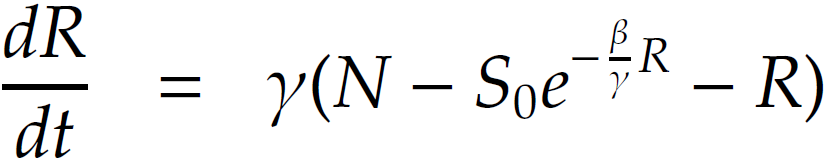 dR/dt = γ(N − S₀e^{−(β/γ)R} − R)